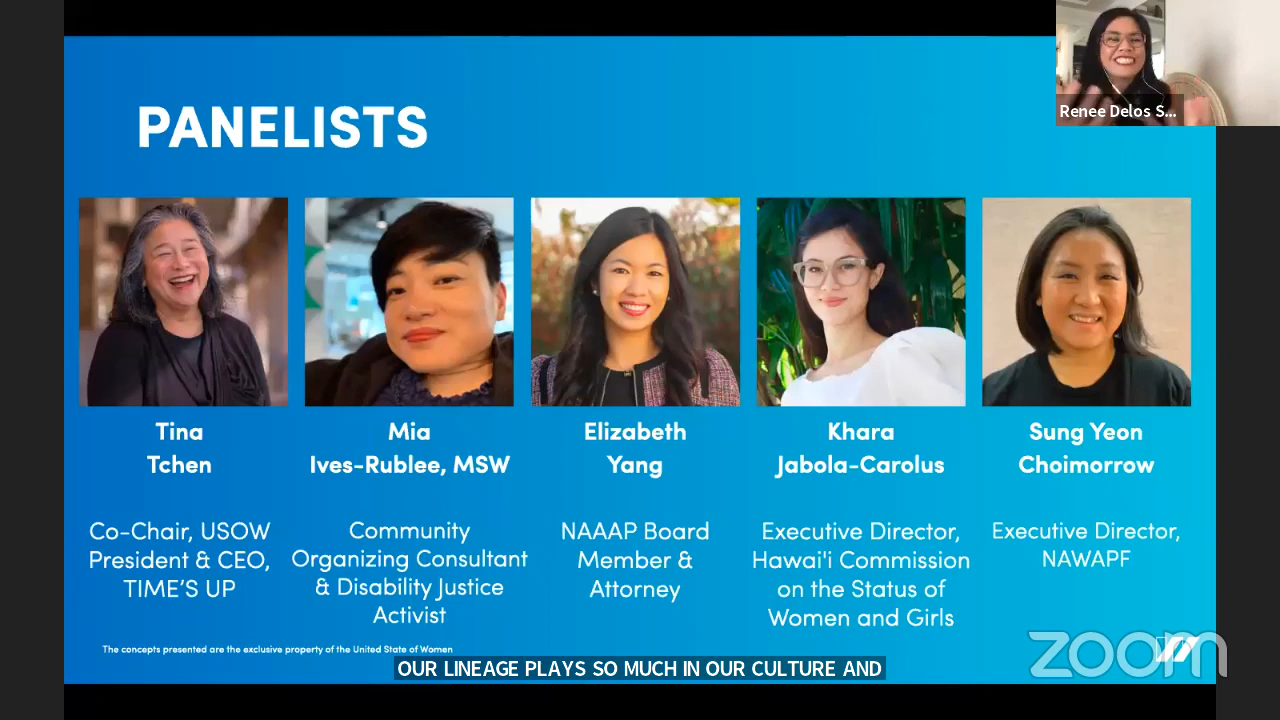 PANELISTS
Renee Delos S...
Tina
Tchen
Co-Chair, USOW
President & CEO,
TIME'S UP
Mia
Ives-Rublee, MSW
Community
Organizing Consultant
& Disability Justice
Activist
Elizabeth
Yang
NAAAP Board
Member &
Attorney
Khara
Jabola-Carolus
Executive Director,
Hawai'i Commission
on the Status of
Women and Girls
Sung Yeon
Choimorrow
Executive Director,
NAWAPF
The concepts presented are the exclusive property of the United State of Women
OUR LINEAGE PLAYS SO MUCH IN OUR CULTURE AND
zoom